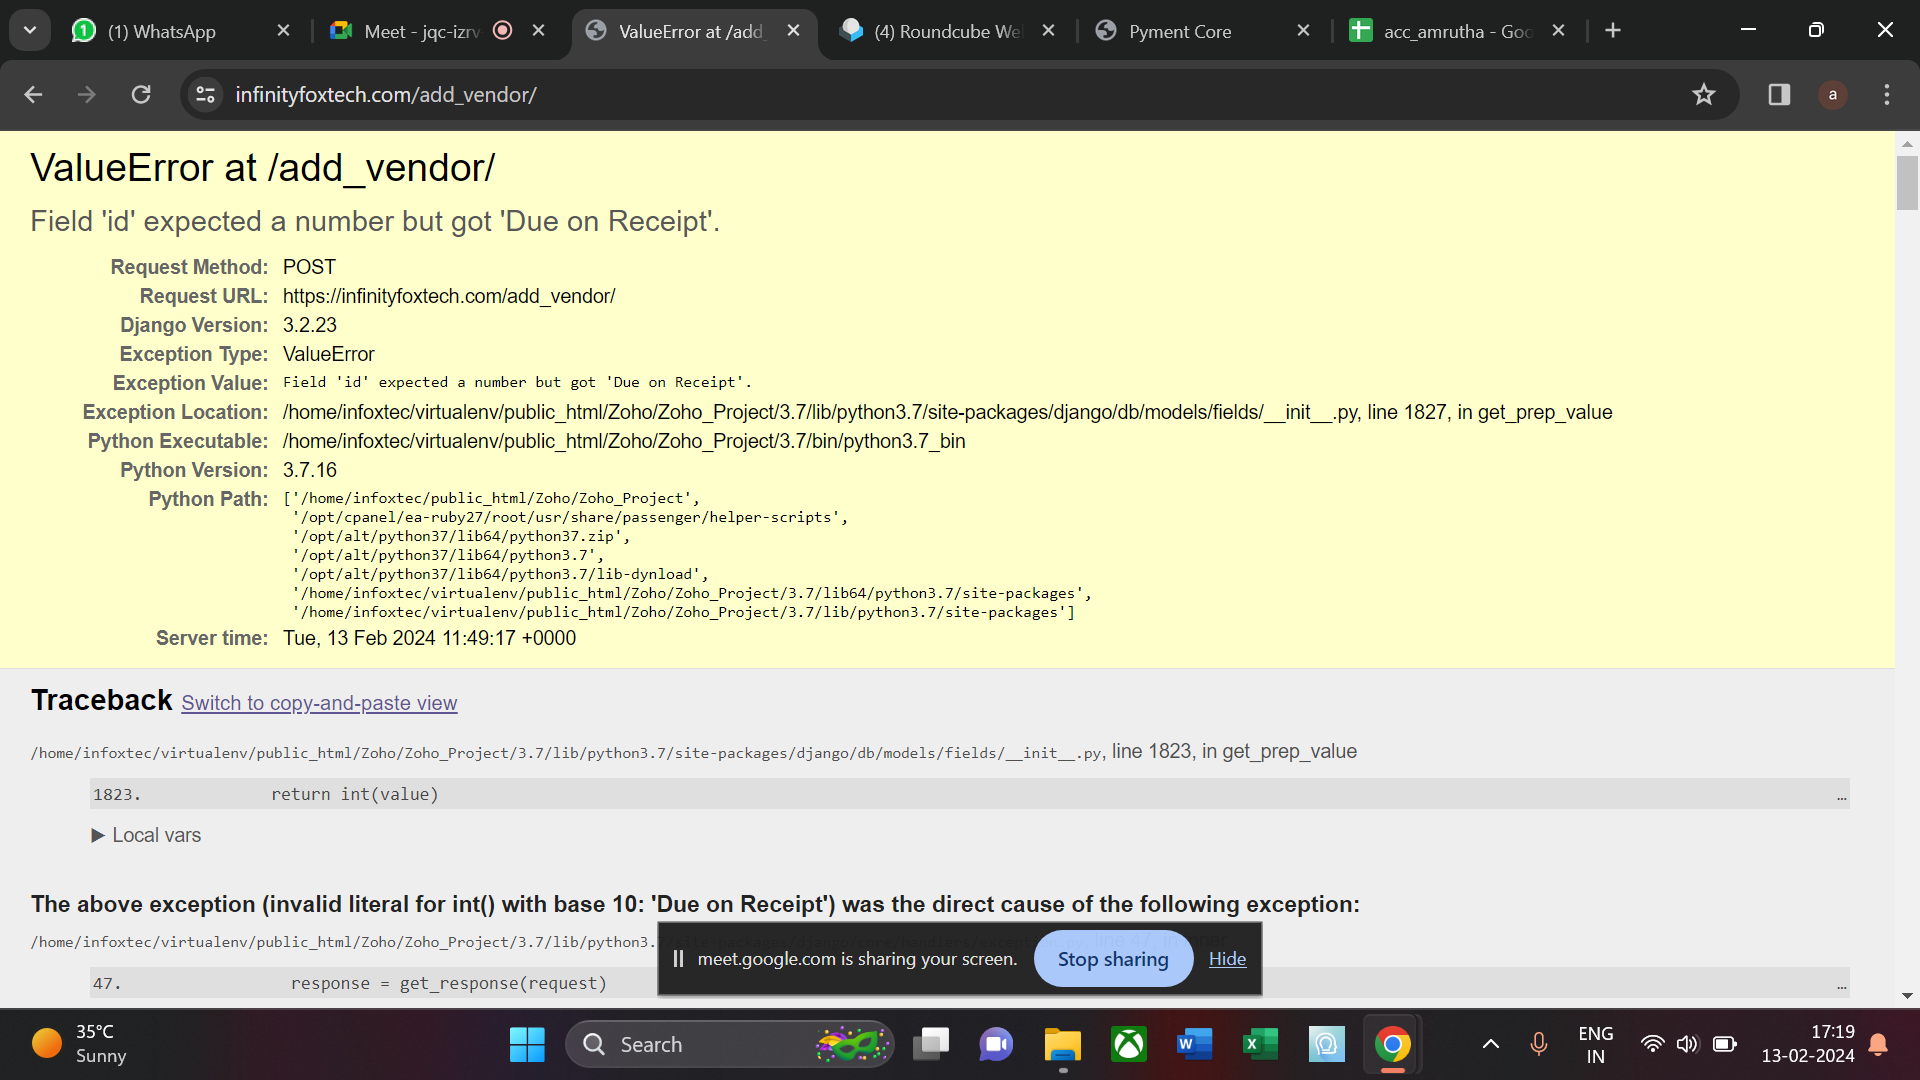 (1) WhatsApp
Meet - jqc-izrv
ValueError at /add_
(4) Roundcube We
Pyment Core
acc_amrutha - Goo
infinityfoxtech.com/add_vendor/
a
ValueError at /add_vendor/
Field 'id' expected a number but got 'Due on Receipt'.
Request Method: POST
Request URL: https://infinityfoxtech.com/add_vendor/
Django Version: 3.2.23
Exception Type: ValueError
Exception Value: Field 'id' expected a number but got 'Due on Receipt'.
Exception Location: /home/infoxtec/virtualenv/public_html/Zoho/Zoho_Project/3.7/lib/python3.7/site-packages/django/db/models/fields/__init__.py, line 1827, in get_prep_value
Python Executable: /home/infoxtec/virtualenv/public_html/Zoho/Zoho_Project/3.7/bin/python3.7_bin
Python Version: 3.7.16
Python Path: ['/home/infoxtec/public_html/Zoho/Zoho_Project',
'/opt/cpanel/ea-ruby27/root/usr/share/passenger/helper-scripts',
'/opt/alt/python37/lib64/python37.zip',
'/opt/alt/python37/lib64/python3.7',
'/opt/alt/python37/lib64/python3.7/lib-dynload',
'/home/infoxtec/virtualenv/public_html/Zoho/Zoho_Project/3.7/lib64/python3.7/site-packages',
'/home/infoxtec/virtualenv/public_html/Zoho/Zoho_Project/3.7/lib/python3.7/site-packages']
Server time: Tue, 13 Feb 2024 11:49:17 +0000
Traceback Switch to copy-and-paste view
/home/infoxtec/virtualenv/public_html/Zoho/Zoho_Project/3.7/lib/python3.7/site-packages/django/db/models/fields/__init__.py, line 1823, in get_prep_value
1823. return int(value) …
▶ Local vars
The above exception (invalid literal for int() with base 10: 'Due on Receipt') was the direct cause of the following exception:
/home/infoxtec/virtualenv/public_html/Zoho/Zoho_Project/3.7/lib/python3.7
47. response = get_response(request) …
meet.google.com is sharing your screen. Stop sharing Hide
35°C
Sunny
Search
ENG
IN
17:19
13-02-2024